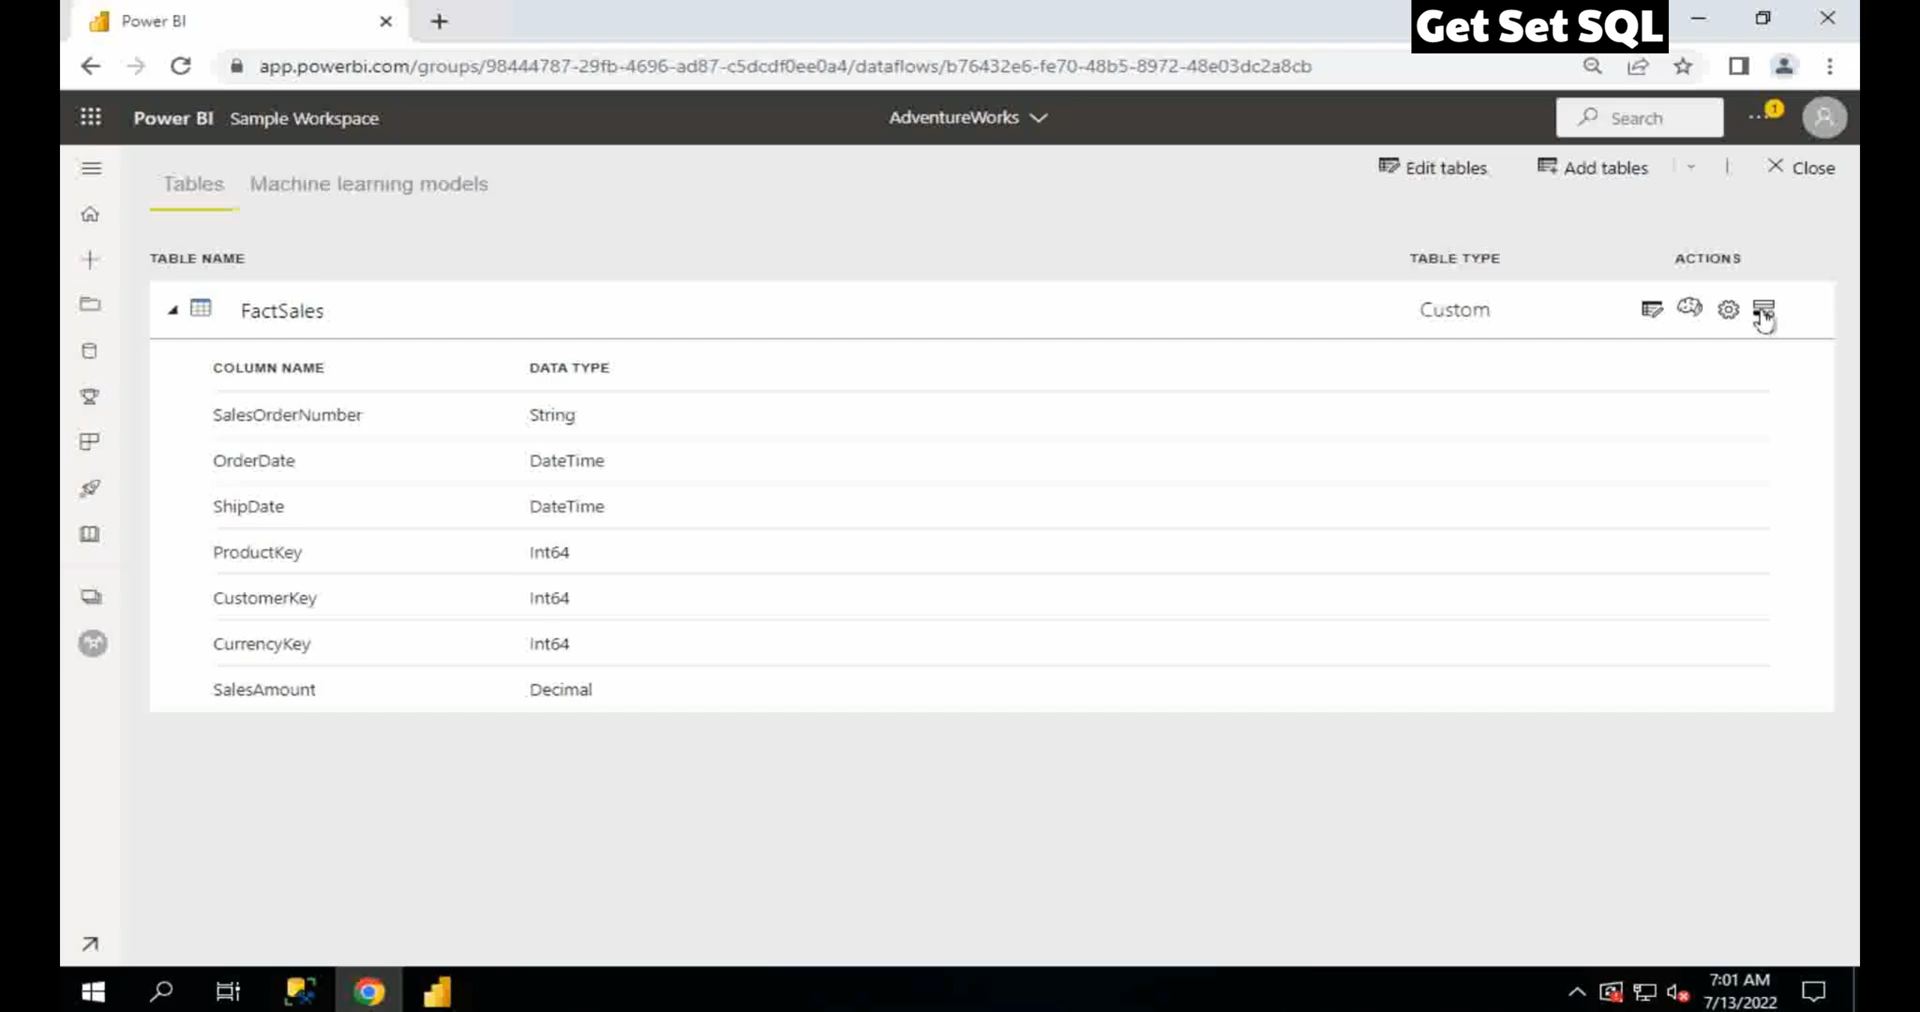 Power BI
Get Set SQL
app.powerbi.com/groups/98444787-29fb-4696-ad87-c5dcdf0ee0a4/dataflows/b76432e6-fe70-48b5-8972-48e03dc2a8cb
Power BI Sample Workspace
AdventureWorks
Search
1
Tables
Machine learning models
Edit tables
Add tables
Close
TABLE NAME
TABLE TYPE
ACTIONS
FactSales
Custom
COLUMN NAME
DATA TYPE
SalesOrderNumber
String
OrderDate
DateTime
ShipDate
DateTime
ProductKey
Int64
CustomerKey
Int64
CurrencyKey
Int64
SalesAmount
Decimal
7:01 AM
7/13/2022